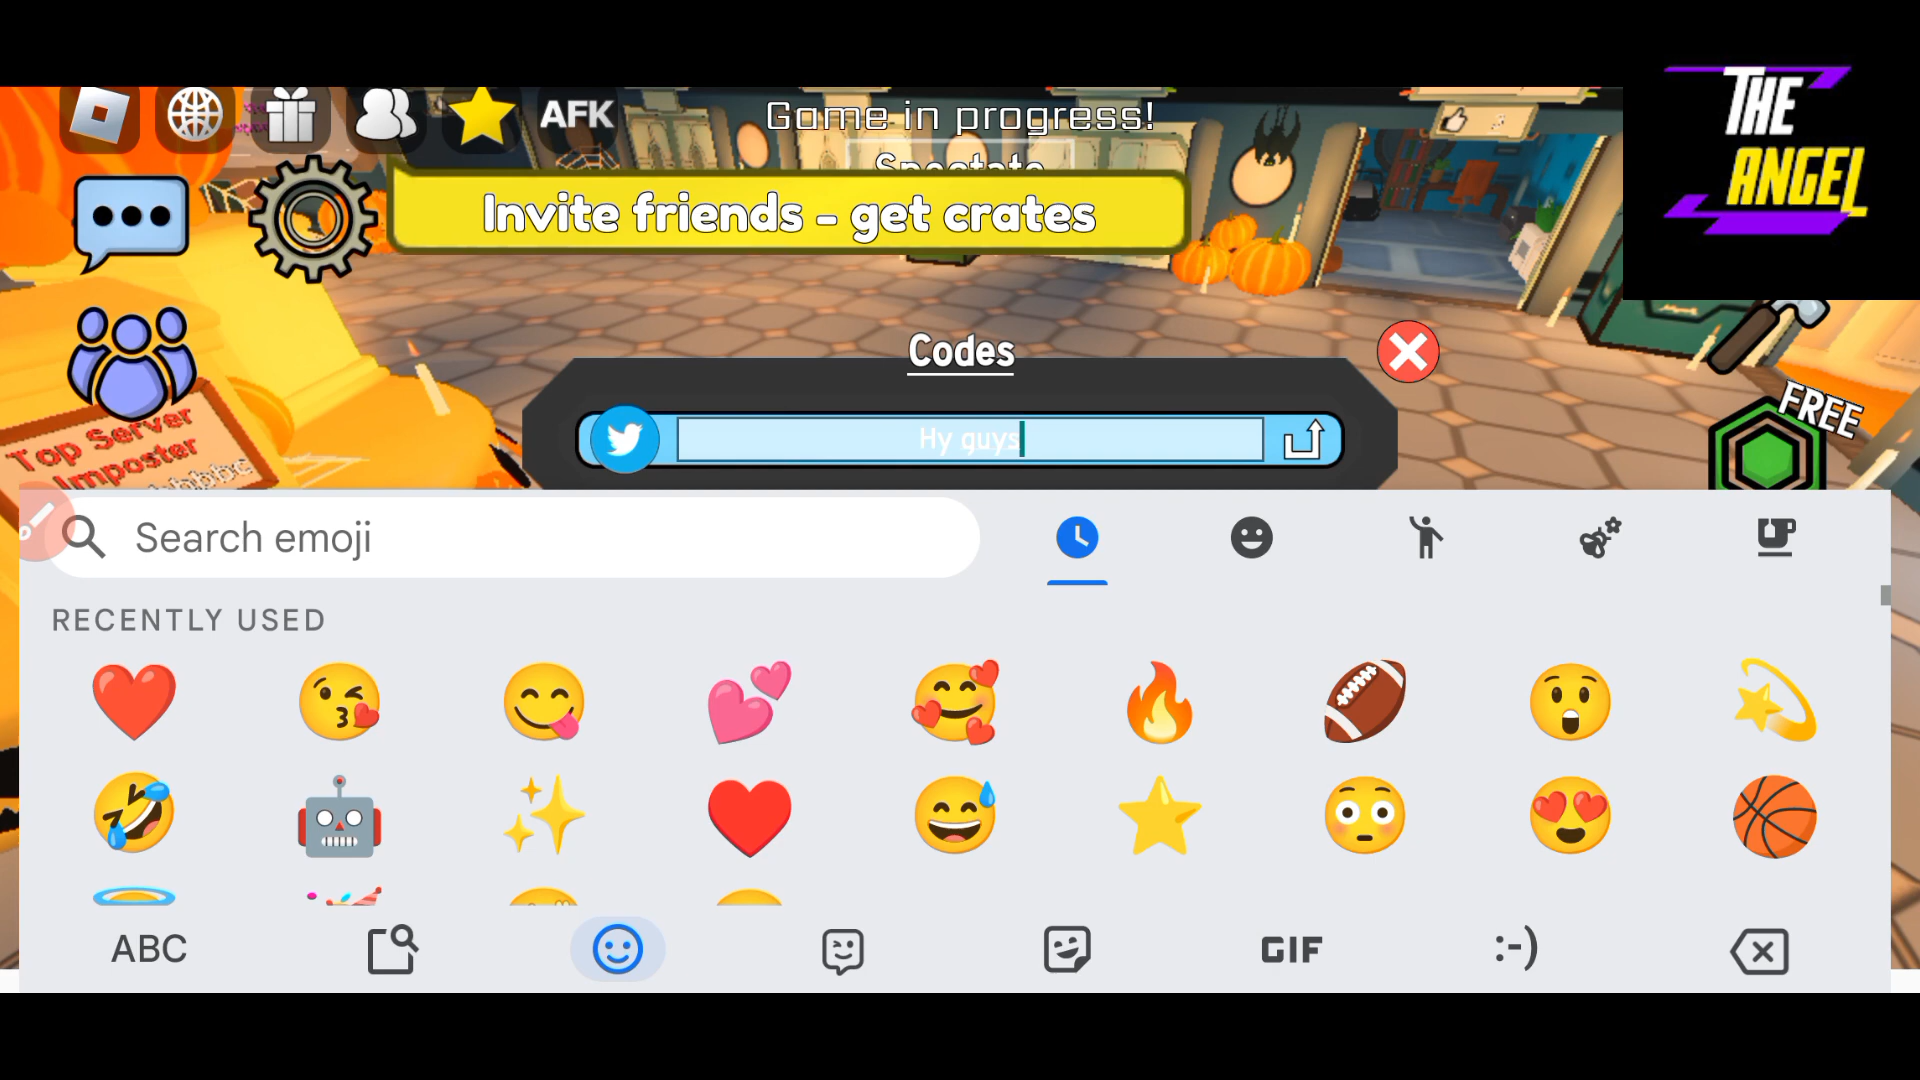 THE
ANGEL
AFK
Game in progress!
Spectate
Invite friends - get crates
Codes
Hy guys
FREE
Top Server
Imposter
Search emoji
RECENTLY USED
ABC
GIF
:-)